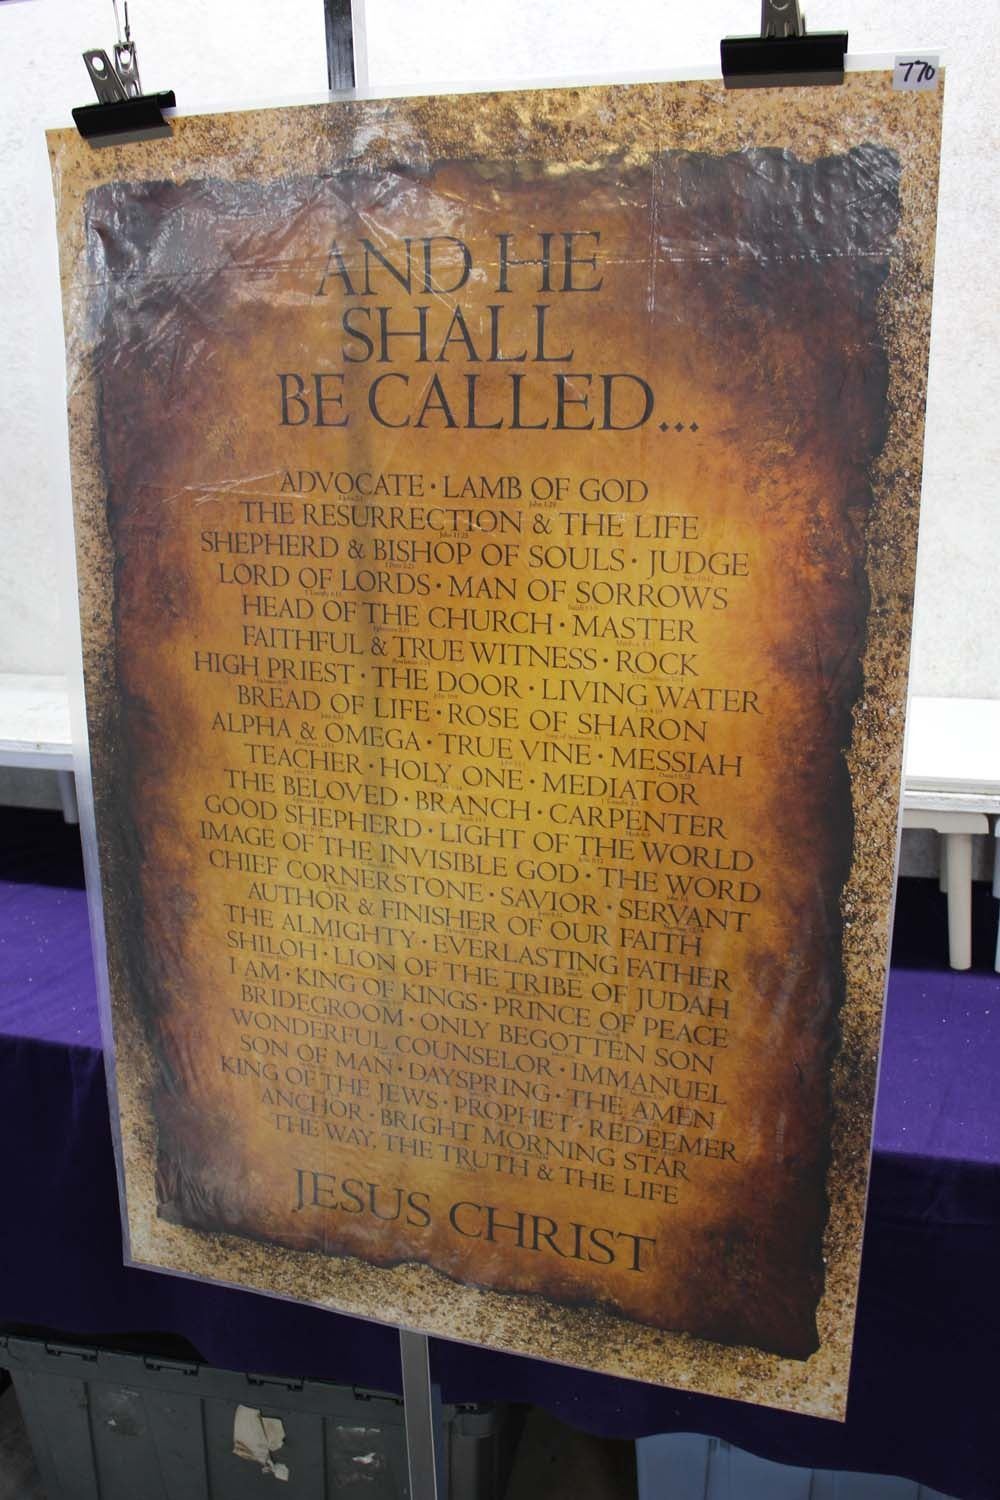 770
AND HE
SHALL
BE CALLED...
ADVOCATE · LAMB OF GOD
THE RESURRECTION & THE LIFE
SHEPHERD & BISHOP OF SOULS · JUDGE
LORD OF LORDS · MAN OF SORROWS
HEAD OF THE CHURCH · MASTER
FAITHFUL & TRUE WITNESS · ROCK
HIGH PRIEST · THE DOOR · LIVING WATER
BREAD OF LIFE · ROSE OF SHARON
ALPHA & OMEGA · TRUE VINE · MESSIAH
TEACHER · HOLY ONE · MEDIATOR
THE BELOVED · BRANCH · CARPENTER
GOOD SHEPHERD · LIGHT OF THE WORLD
IMAGE OF THE INVISIBLE GOD · THE WORD
CHIEF CORNERSTONE · SAVIOR · SERVANT
AUTHOR & FINISHER OF OUR FAITH
THE ALMIGHTY · EVERLASTING FATHER
SHILOH · LION OF THE TRIBE OF JUDAH
I AM · KING OF KINGS · PRINCE OF PEACE
BRIDEGROOM · ONLY BEGOTTEN SON
WONDERFUL COUNSELOR · IMMANUEL
SON OF MAN · DAYSPRING · THE AMEN
KING OF THE JEWS · PROPHET · REDEEMER
ANCHOR · BRIGHT MORNING STAR
THE WAY, THE TRUTH & THE LIFE
JESUS CHRIST